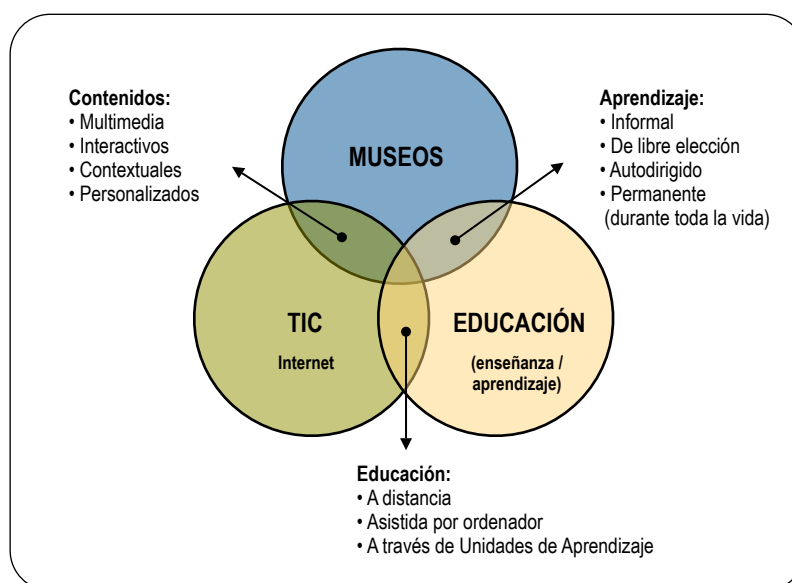 Contenidos:
• Multimedia
• Interactivos
• Contextuales
• Personalizados
Aprendizaje:
• Informal
• De libre elección
• Autodirigido
• Permanente
(durante toda la vida)
MUSEOS
TIC
Internet
EDUCACIÓN
(enseñanza /
aprendizaje)
Educación:
• A distancia
• Asistida por ordenador
• A través de Unidades de Aprendizaje